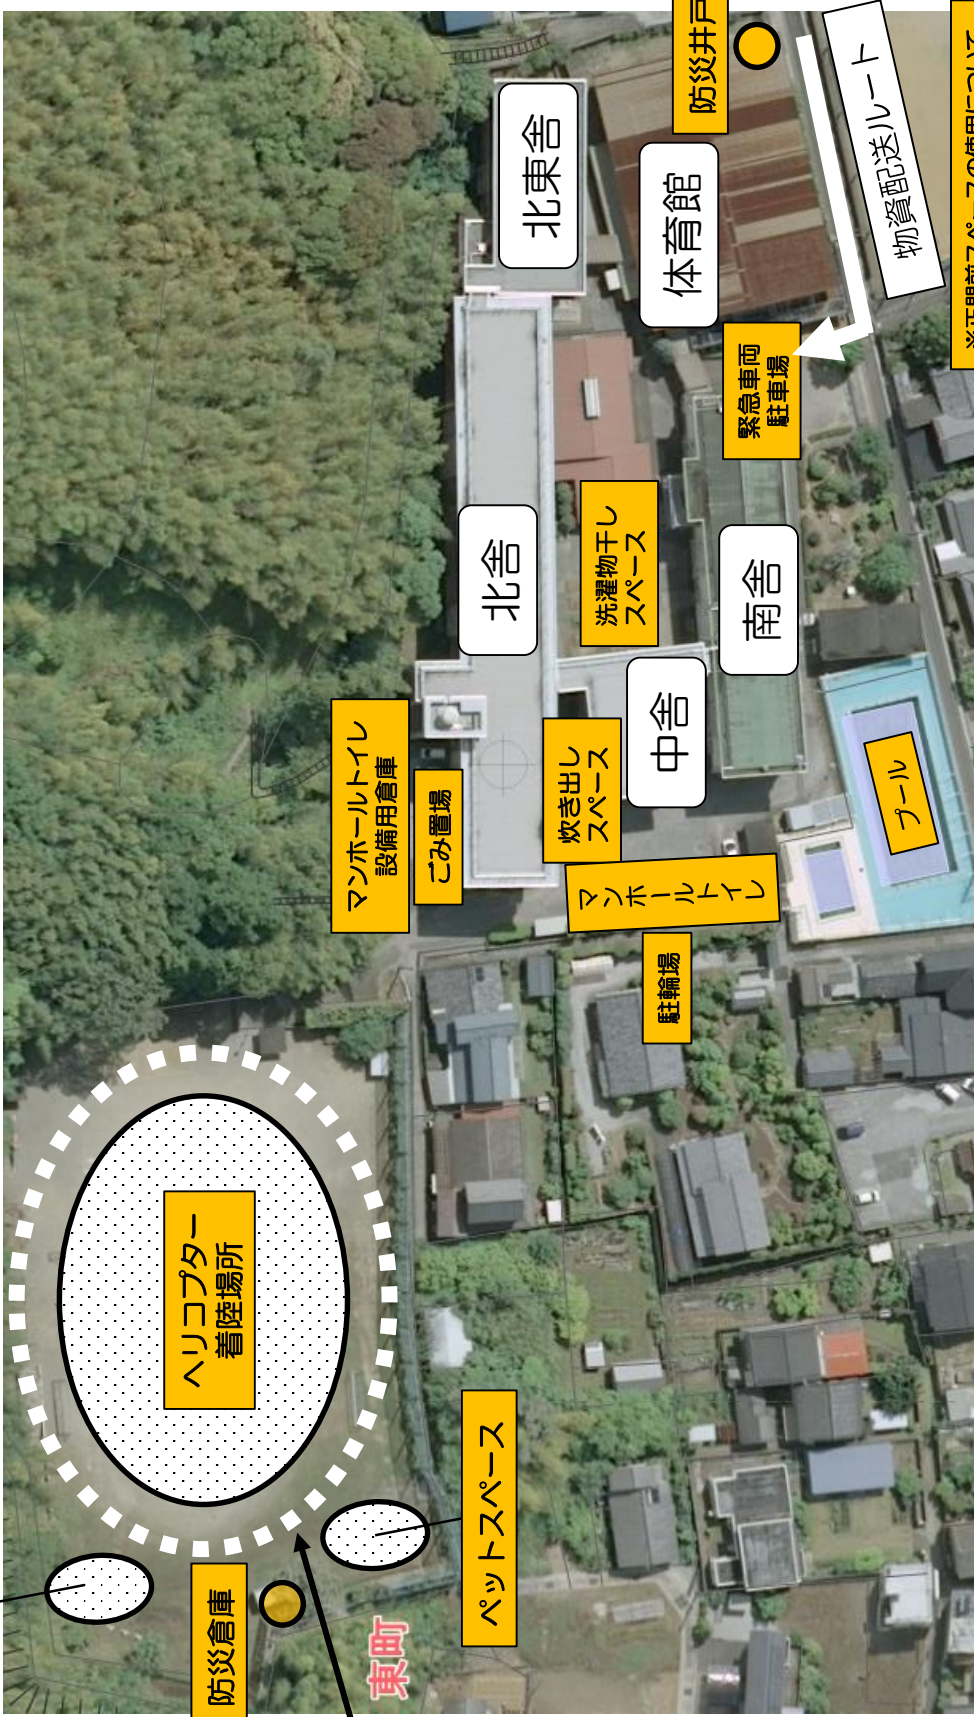 防災井戸
物資配送ルート
北東舎
体育館
緊急車両
駐車場
北舎
洗濯物干し
スペース
南舎
中舎
マンホールトイレ
設備用倉庫
ごみ置場
炊き出し
スペース
プール
マンホールトイレ
駐輪場
ヘリコプター
着陸場所
ペットスペース
防災倉庫
東町